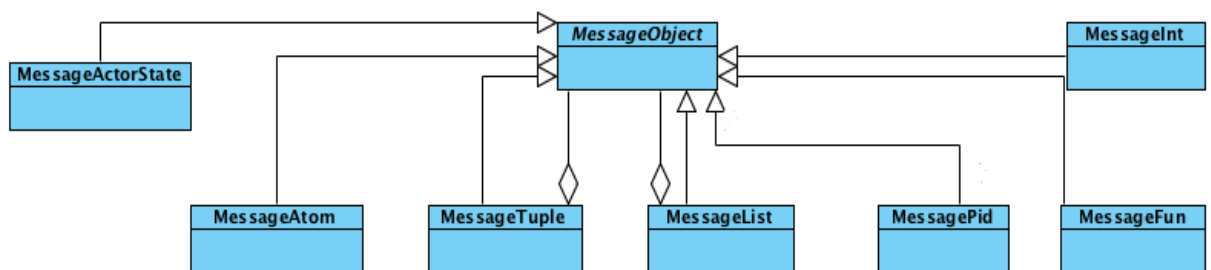 MessageObject
MessageInt
MessageActorState
MessageAtom
MessageTuple
MessageList
MessagePid
MessageFun